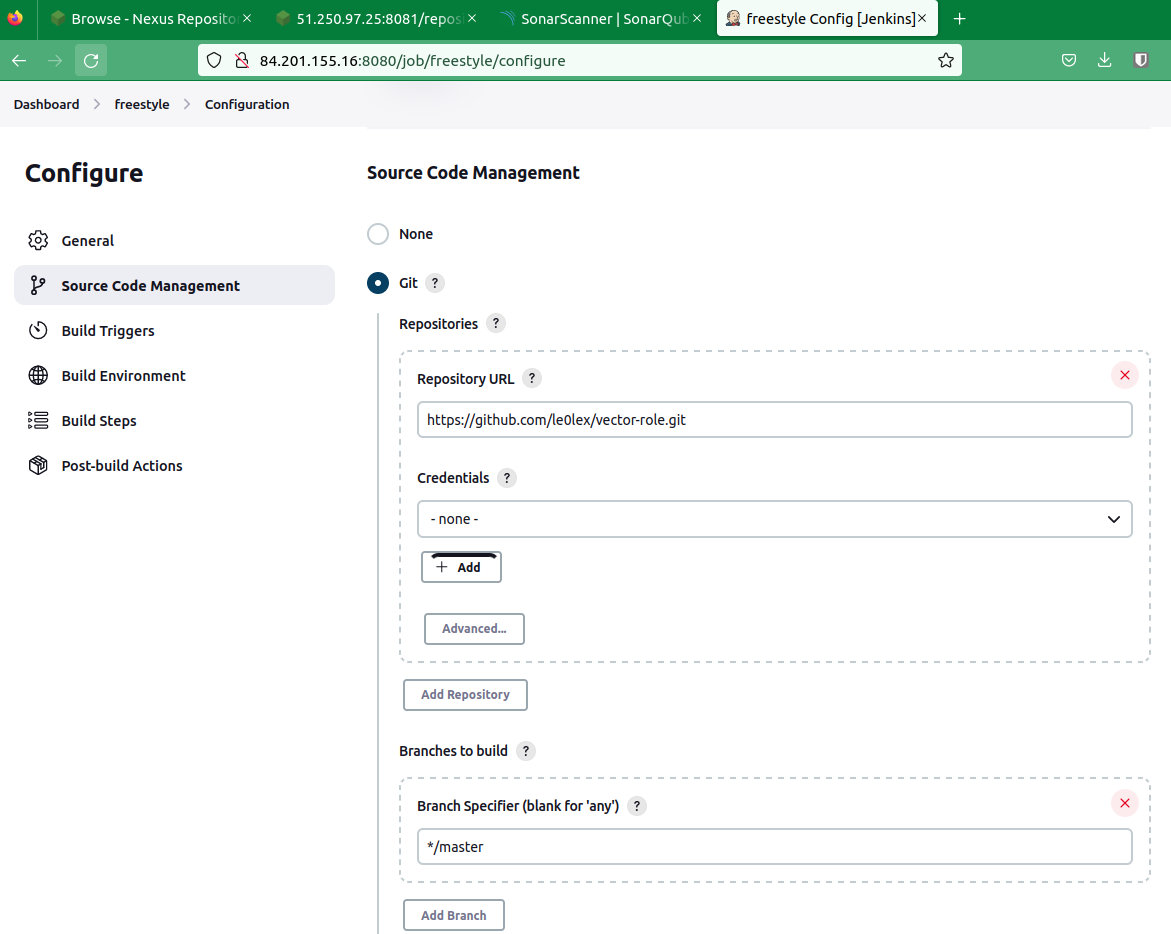 Browse - Nexus Reposito
51.250.97.25:8081/reposi
SonarScanner | SonarQub
freestyle Config [Jenkins]
84.201.155.16:8080/job/freestyle/configure
Dashboard > freestyle > Configuration
Configure
General
Source Code Management
Build Triggers
Build Environment
Build Steps
Post-build Actions
Source Code Management
None
Git ?
Repositories ?
Repository URL ?
https://github.com/le0lex/vector-role.git
Credentials ?
- none -
+ Add
Advanced...
Add Repository
Branches to build ?
Branch Specifier (blank for 'any') ?
*/master
Add Branch